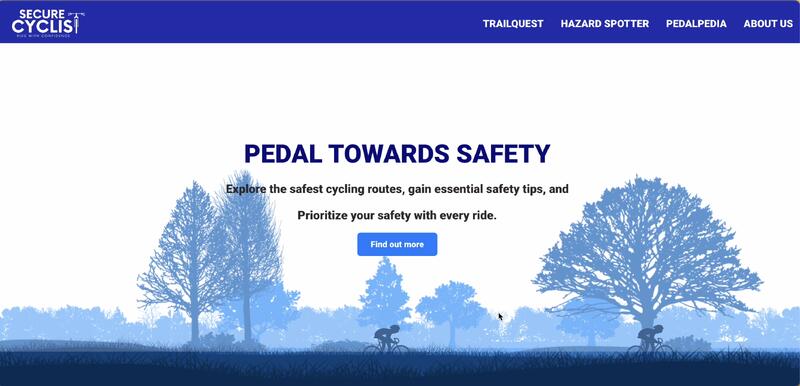 SECURE
CYCLIST
RIDE WITH CONFIDENCE
TRAILQUEST HAZARD SPOTTER PEDALPEDIA ABOUT US
PEDAL TOWARDS SAFETY
Explore the safest cycling routes, gain essential safety tips, and
Prioritize your safety with every ride.
Find out more